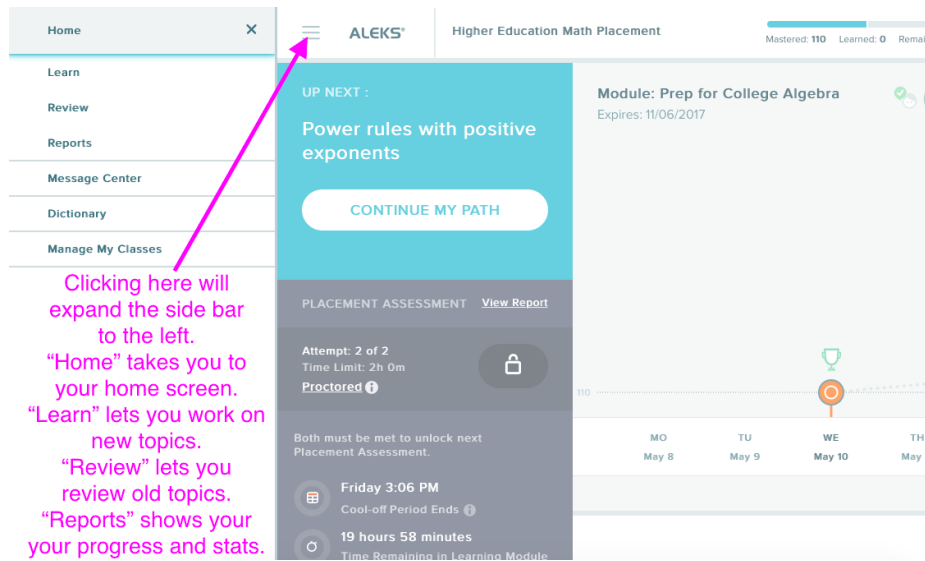 Home
Learn
Review
Reports
Message Center
Dictionary
Manage My Classes
Clicking here will
expand the side bar
to the left.
“Home” takes you to
your home screen.
“Learn” lets you work on
new topics.
“Review” lets you
review old topics.
“Reports” shows your
your progress and stats.
ALEKS®
Higher Education Math Placement
Mastered: 110 Learned: 0 Remai
UP NEXT :
Power rules with positive
exponents
CONTINUE MY PATH
PLACEMENT ASSESSMENT View Report
Attempt: 2 of 2
Time Limit: 2h 0m
Proctored
Both must be met to unlock next
Placement Assessment.
Friday 3:06 PM
Cool-off Period Ends
19 hours 58 minutes
Time Remaining in Learning Module
Module: Prep for College Algebra
Expires: 11/06/2017
110
MO TU WE TH
May 8 May 9 May 10 May